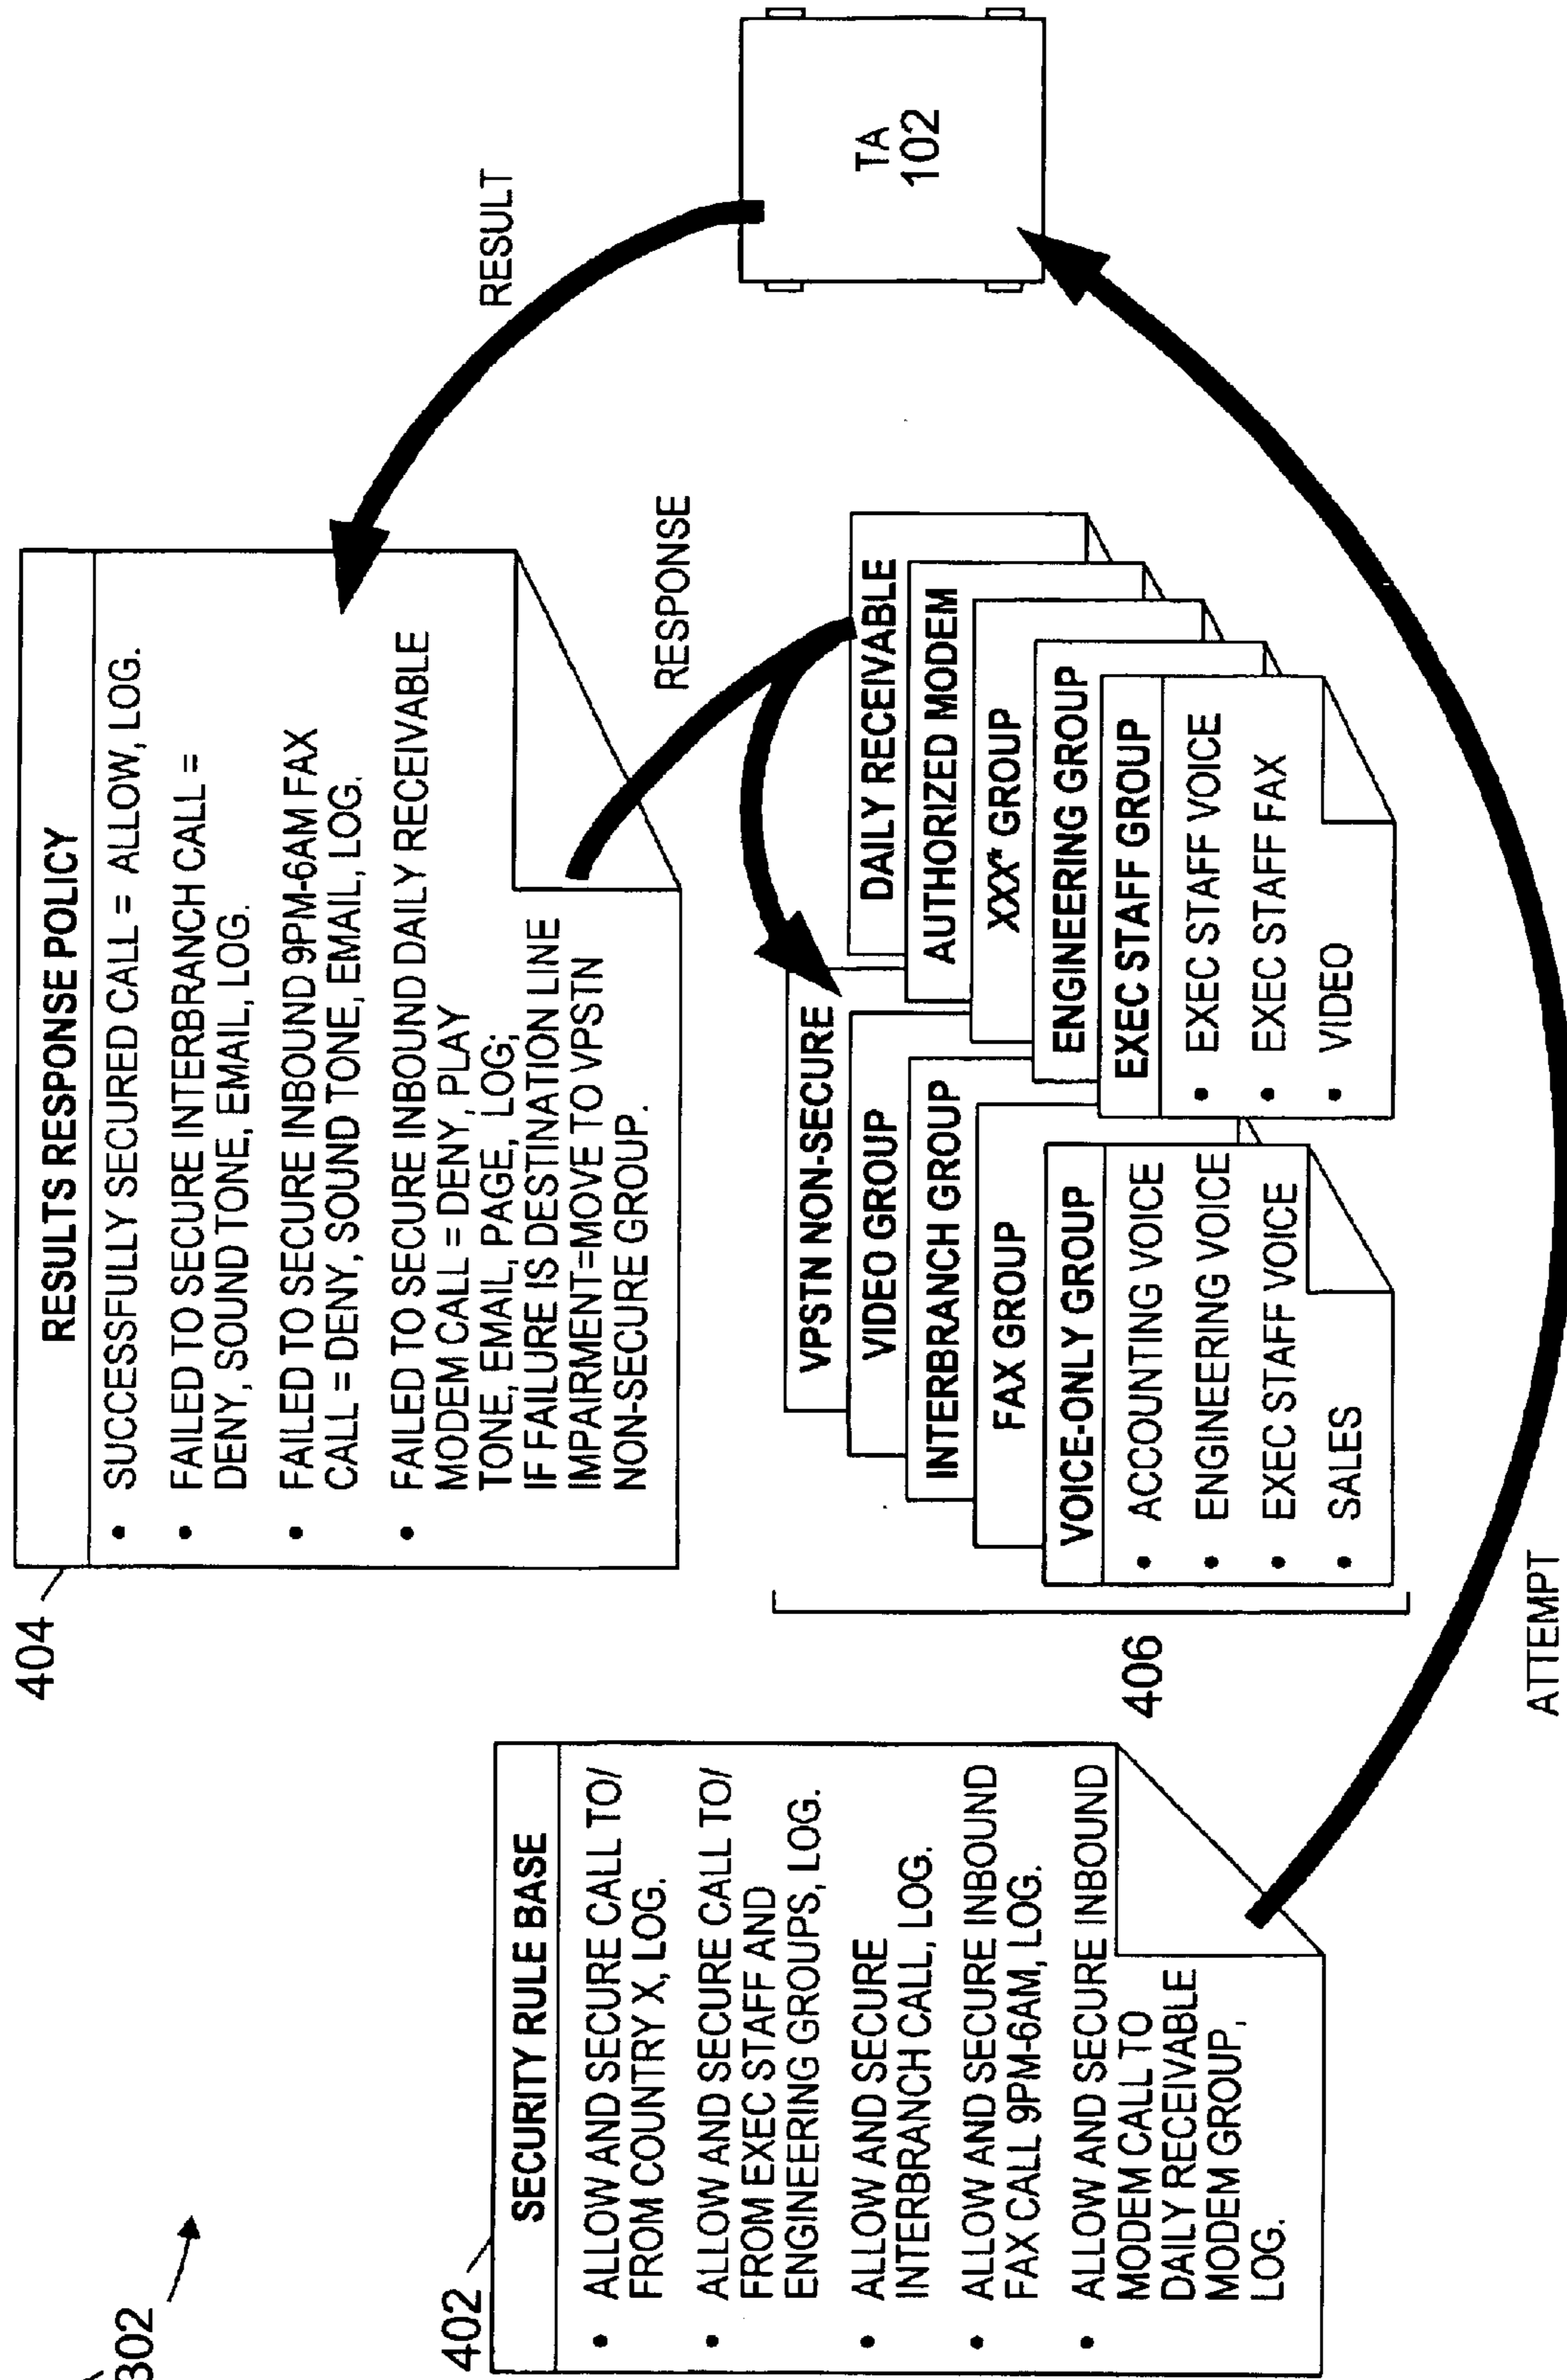 302
402
SECURITY RULE BASE
• ALLOW AND SECURE CALL TO/
FROM COUNTRY X, LOG.
• ALLOW AND SECURE CALL TO/
FROM EXEC STAFF AND
ENGINEERING GROUPS, LOG.
• ALLOW AND SECURE
INTERBRANCH CALL, LOG.
• ALLOW AND SECURE INBOUND
FAX CALL 9PM-6AM, LOG.
• ALLOW AND SECURE INBOUND
MODEM CALL TO
DAILY RECEIVABLE
MODEM GROUP,
LOG.
404
RESULTS RESPONSE POLICY
• SUCCESSFULLY SECURED CALL = ALLOW, LOG.
• FAILED TO SECURE INTERBRANCH CALL =
DENY, SOUND TONE, EMAIL, LOG.
• FAILED TO SECURE INBOUND 9PM-6AM FAX
CALL = DENY, SOUND TONE, EMAIL, LOG.
• FAILED TO SECURE INBOUND DAILY RECEIVABLE
MODEM CALL = DENY, PLAY
TONE, EMAIL, PAGE, LOG;
IF FAILURE IS DESTINATION LINE
IMPAIRMENT=MOVE TO VPSTN
NON-SECURE GROUP.
RESULT
RESPONSE
406
VPSTN NON-SECURE
VIDEO GROUP
INTERBRANCH GROUP
FAX GROUP
VOICE-ONLY GROUP
• ACCOUNTING VOICE
• ENGINEERING VOICE
• EXEC STAFF VOICE
• SALES
DAILY RECEIVABLE
AUTHORIZED MODEM
XXX* GROUP
ENGINEERING GROUP
EXEC STAFF GROUP
• EXEC STAFF VOICE
• EXEC STAFF FAX
• VIDEO
TA
102
ATTEMPT